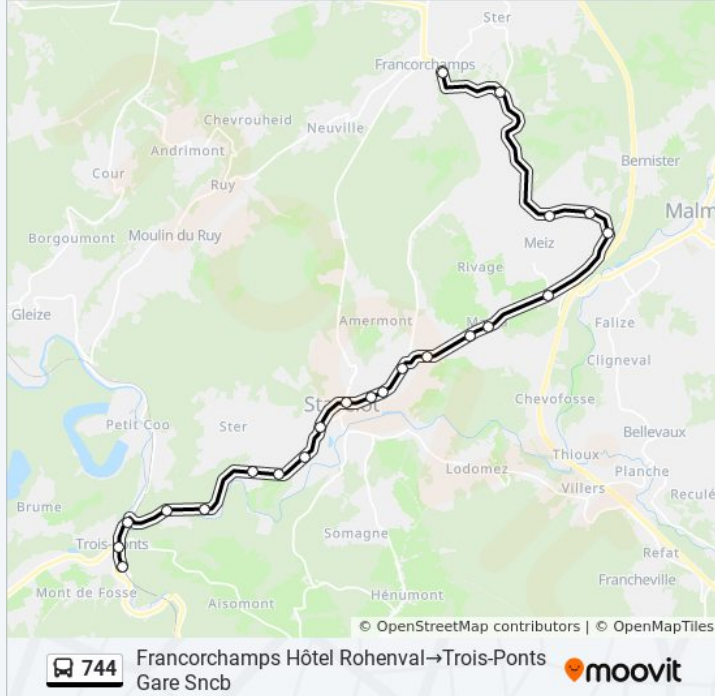 Ster
Francorchamps
Chevrouheid
Neuville
Andrimont
Bernister
Cour
Ruy
Malm
Borgoumont
Moulin du Ruy
Meiz
Rivage
Gleize
Amermont
Falize
Cligneval
Chevofosse
Petit Coo
Ster
Bellevaux
Thioux
Lodomez
Planche
Villers
Reculé
Brume
Somagne
Trois-Ponts
Refat
Mont de Fosse
Francheville
Aisomont
Hénumont
© OpenStreetMap contributors | © OpenMapTiles
744
Francorchamps Hôtel Rohenval→Trois-Ponts
Gare Sncb
moovit